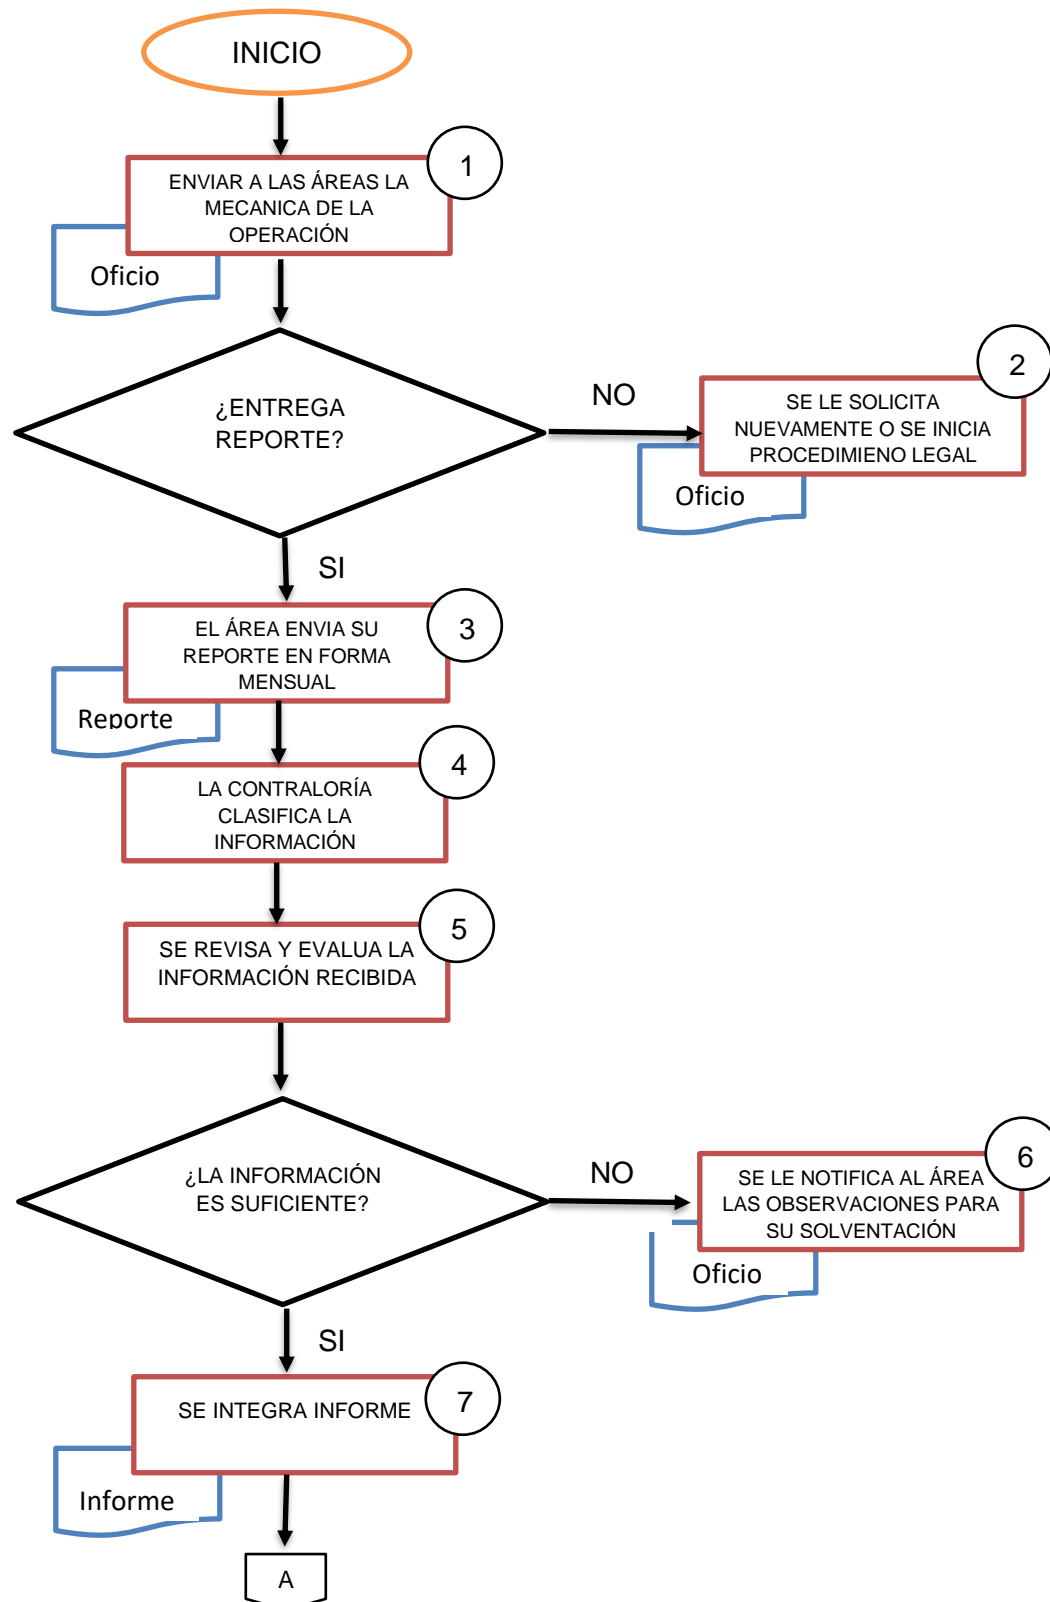 INICIO
1
ENVIAR A LAS ÁREAS LA
MECANICA DE LA
OPERACIÓN
Oficio
¿ENTREGA
REPORTE?
NO
2
SE LE SOLICITA
NUEVAMENTE O SE INICIA
PROCEDIMIENO LEGAL
Oficio
SI
3
EL ÁREA ENVIA SU
REPORTE EN FORMA
MENSUAL
Reporte
4
LA CONTRALORÍA
CLASIFICA LA
INFORMACIÓN
5
SE REVISA Y EVALUA LA
INFORMACIÓN RECIBIDA
¿LA INFORMACIÓN
ES SUFICIENTE?
NO
6
SE LE NOTIFICA AL ÁREA
LAS OBSERVACIONES PARA
SU SOLVENTACIÓN
Oficio
SI
7
SE INTEGRA INFORME
Informe
A